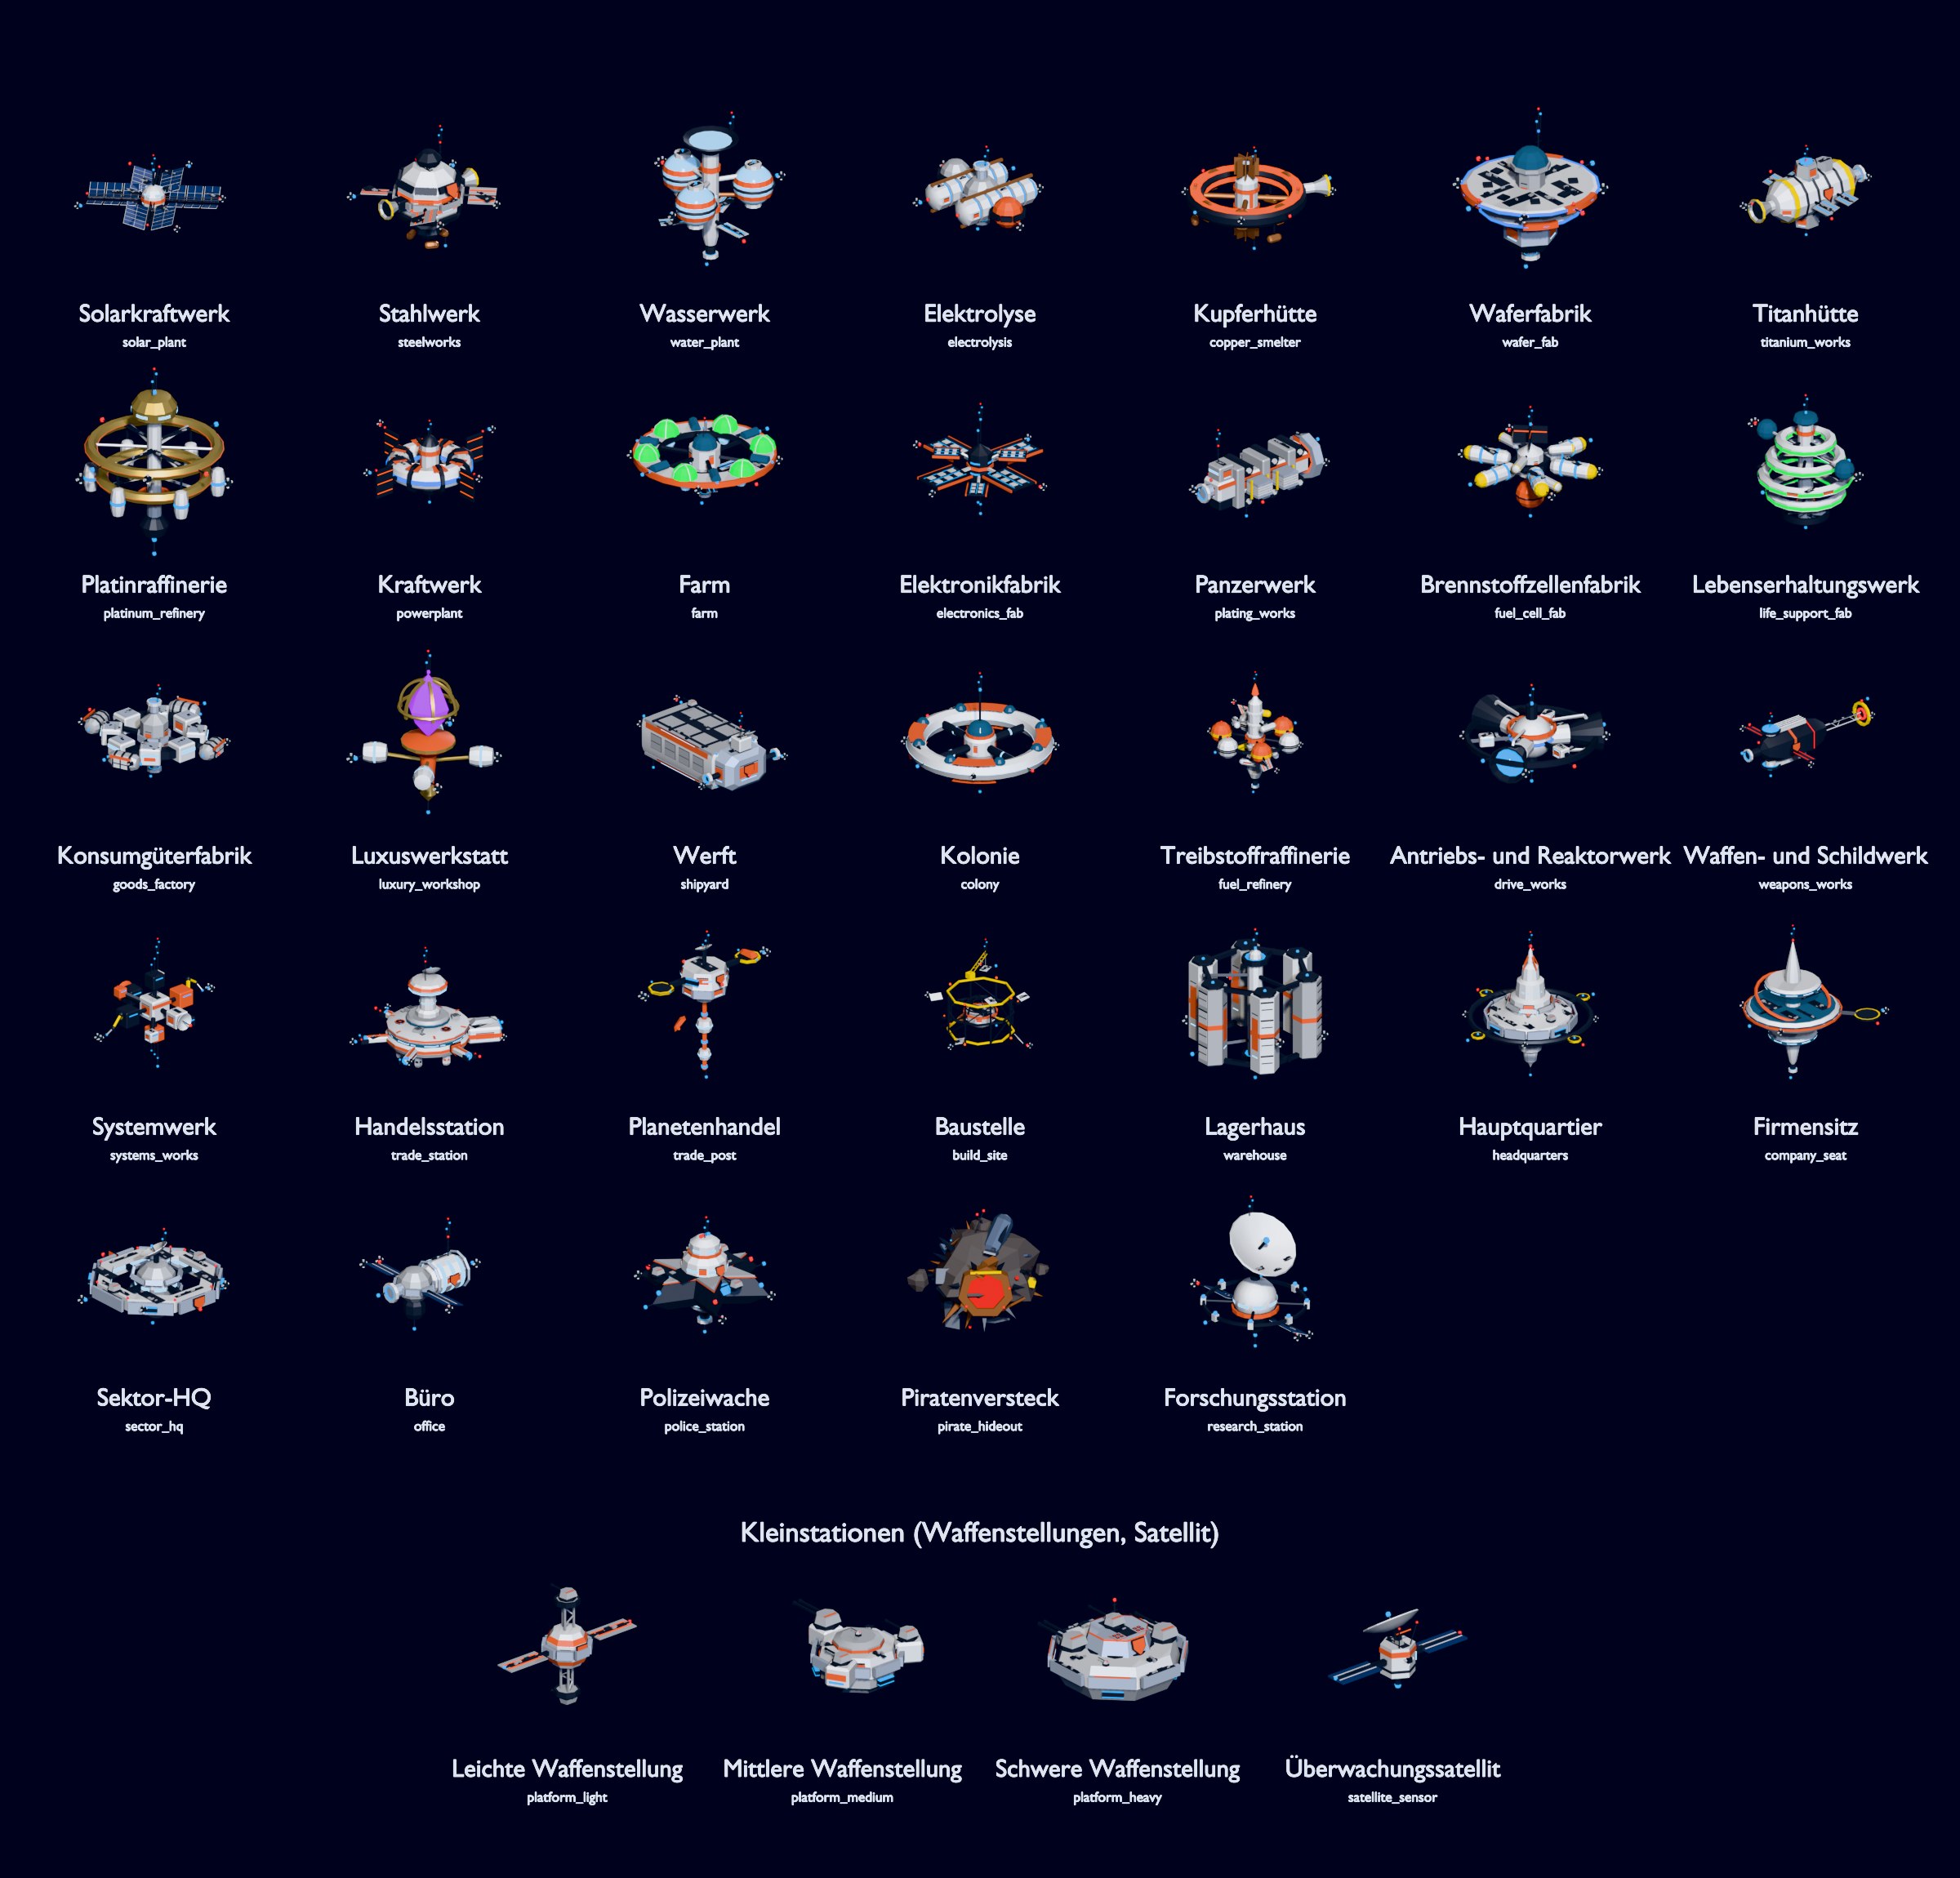 Solarkraftwerk
solar_plant
Stahlwerk
steelworks
Wasserwerk
water_plant
Elektrolyse
electrolysis
Kupferhütte
copper_smelter
Waferfabrik
wafer_fab
Titanhütte
titanium_works
Platinraffinerie
platinum_refinery
Kraftwerk
powerplant
Farm
farm
Elektronikfabrik
electronics_fab
Panzerwerk
plating_works
Brennstoffzellenfabrik
fuel_cell_fab
Lebenserhaltungswerk
life_support_fab
Konsumgüterfabrik
goods_factory
Luxuswerkstatt
luxury_workshop
Werft
shipyard
Kolonie
colony
Treibstoffraffinerie
fuel_refinery
Antriebs- und Reaktorwerk
drive_works
Waffen- und Schildwerk
weapons_works
Systemwerk
systems_works
Handelsstation
trade_station
Planetenhandel
trade_post
Baustelle
build_site
Lagerhaus
warehouse
Hauptquartier
headquarters
Firmensitz
company_seat
Sektor-HQ
sector_hq
Büro
office
Polizeiwache
police_station
Piratenversteck
pirate_hideout
Forschungsstation
research_station
Kleinstationen (Waffenstellungen, Satellit)
Leichte Waffenstellung
platform_light
Mittlere Waffenstellung
platform_medium
Schwere Waffenstellung
platform_heavy
Überwachungssatellit
satellite_sensor